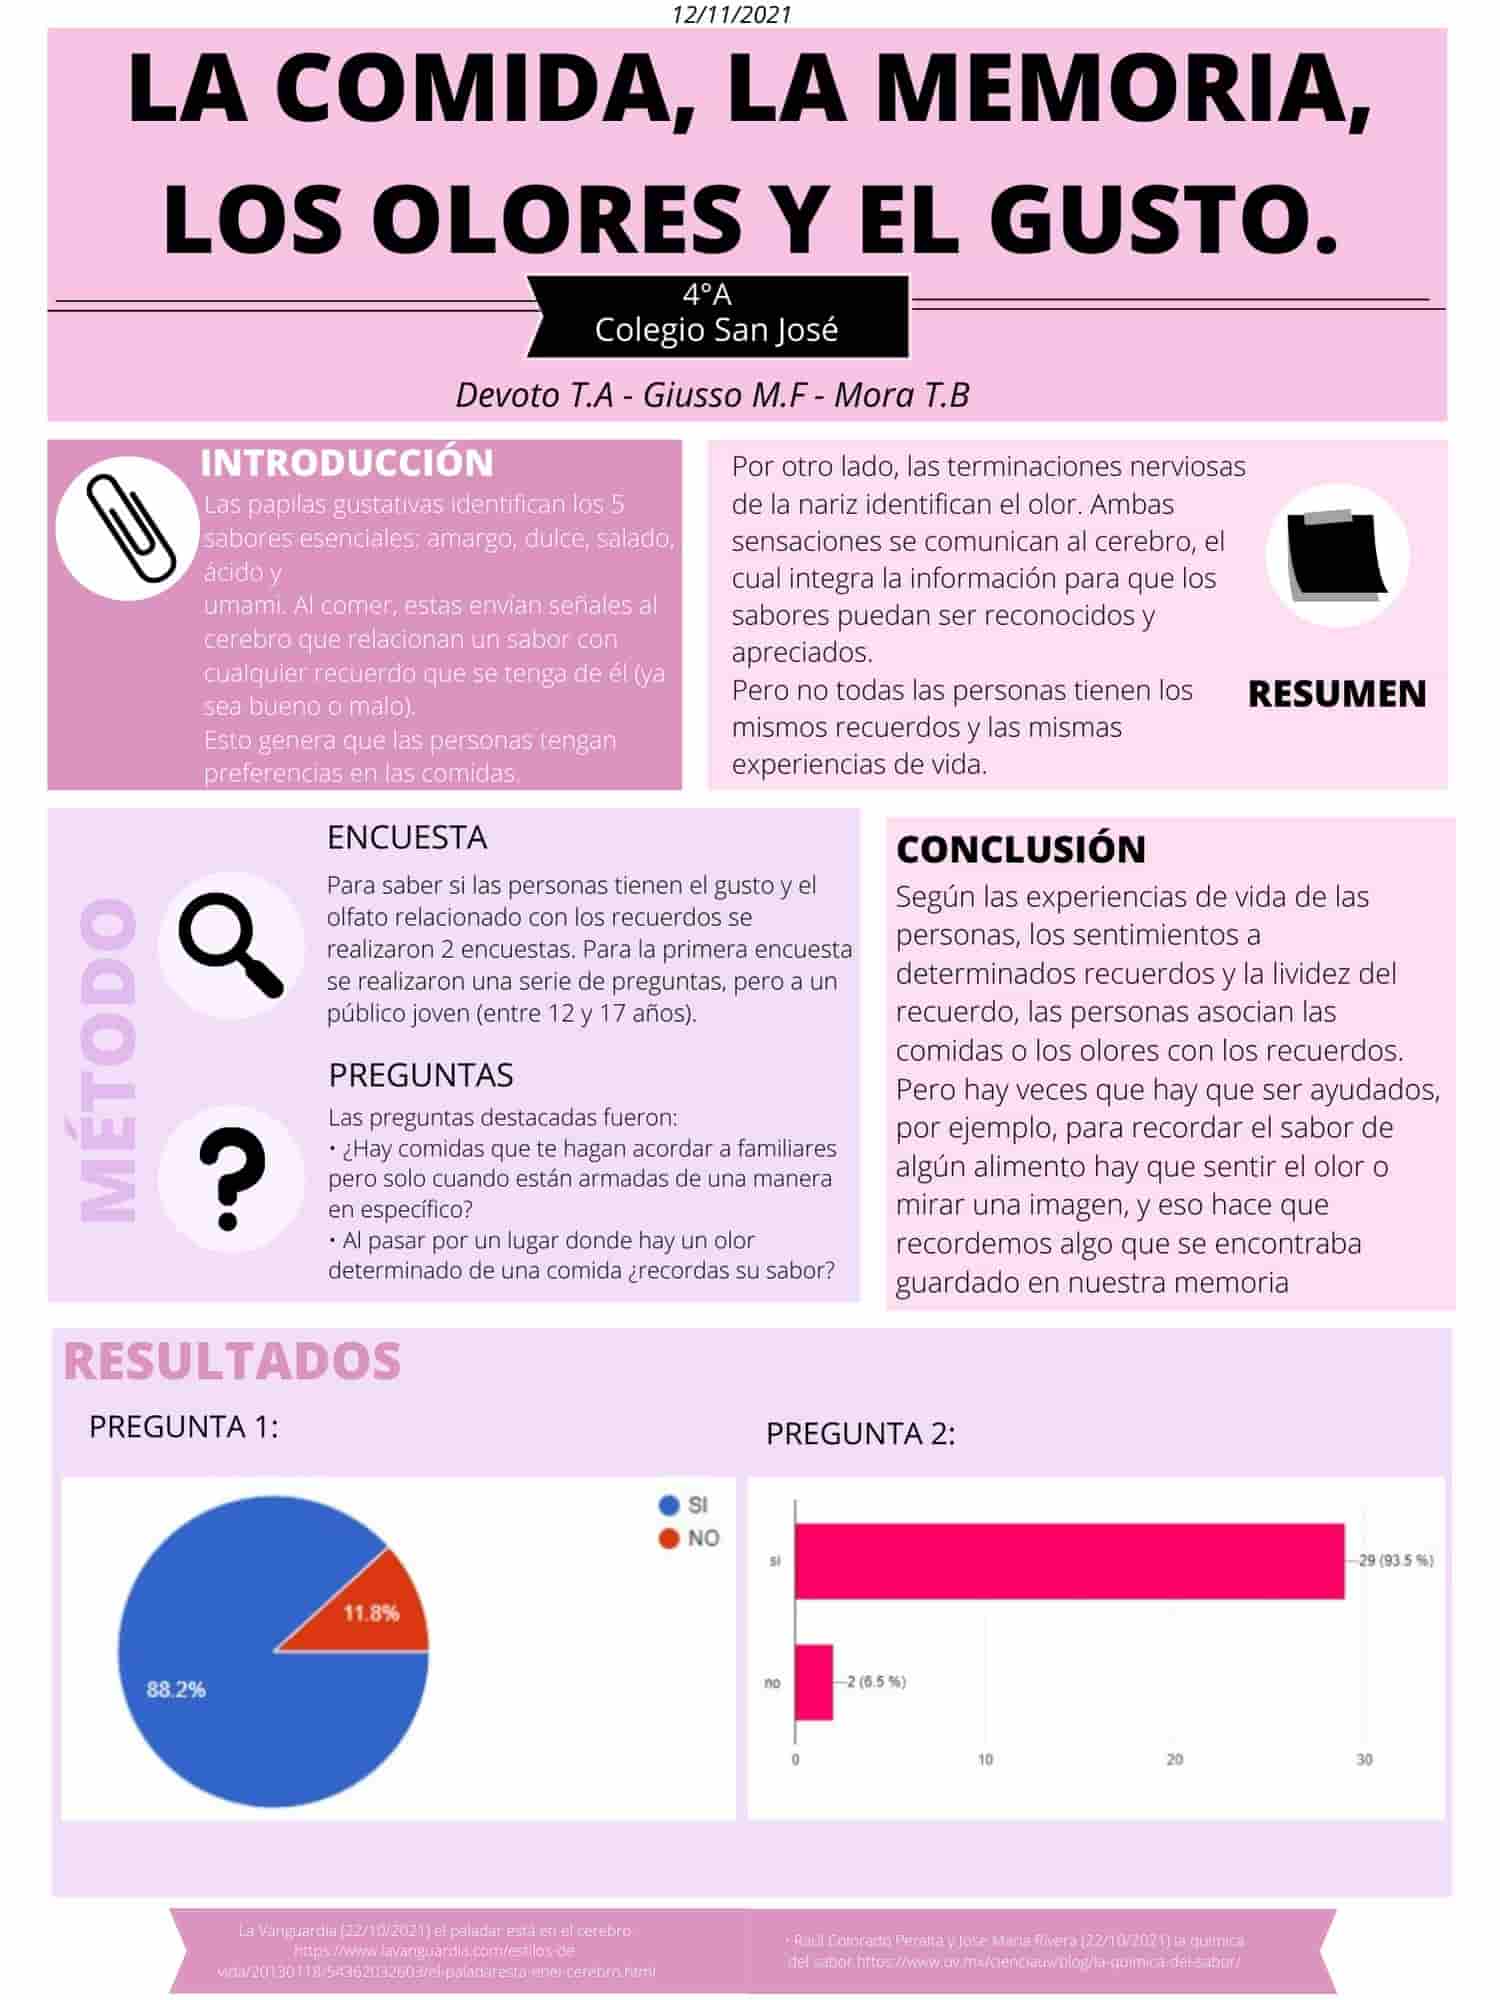 12/11/2021
LA COMIDA, LA MEMORIA,
LOS OLORES Y EL GUSTO.
4°A
Colegio San José
Devoto T.A - Giusso M.F - Mora T.B
INTRODUCCIÓN
Las papilas gustativas identifican los 5
sabores esenciales: amargo, dulce, salado,
ácido y
umami. Al comer, estas envían señales al
cerebro que relacionan un sabor con
cualquier recuerdo que se tenga de él (ya
sea bueno o malo).
Esto genera que las personas tengan
preferencias en las comidas.
Por otro lado, las terminaciones nerviosas
de la nariz identifican el olor. Ambas
sensaciones se comunican al cerebro, el
cual integra la información para que los
sabores puedan ser reconocidos y
apreciados.
Pero no todas las personas tienen los
mismos recuerdos y las mismas
experiencias de vida.
RESUMEN
MÉTODO
ENCUESTA
Para saber si las personas tienen el gusto y el
olfato relacionado con los recuerdos se
realizaron 2 encuestas. Para la primera encuesta
se realizaron una serie de preguntas, pero a un
público joven (entre 12 y 17 años).
PREGUNTAS
Las preguntas destacadas fueron:
• ¿Hay comidas que te hagan acordar a familiares
pero solo cuando están armadas de una manera
en específico?
• Al pasar por un lugar donde hay un olor
determinado de una comida ¿recordas su sabor?
CONCLUSIÓN
Según las experiencias de vida de las
personas, los sentimientos a
determinados recuerdos y la lividez del
recuerdo, las personas asocian las
comidas o los olores con los recuerdos.
Pero hay veces que hay que ser ayudados,
por ejemplo, para recordar el sabor de
algún alimento hay que sentir el olor o
mirar una imagen, y eso hace que
recordemos algo que se encontraba
guardado en nuestra memoria
RESULTADOS
PREGUNTA 1:
SI
NO
11.8%
88.2%
PREGUNTA 2:
si
29 (93.5 %)
no
2 (6.5 %)
0 10 20 30
La Vanguardia (22/10/2021) el paladar está en el cerebro
https://www.lavanguardia.com/estilos-de
vida/20130118/54362032603/el-paladaresta-enel-cerebro.html
• Raúl Colorado Peralta y José María Rivera (22/10/2021) la química
del sabor https://www.uv.mx/cienciauv/blog/la-quimica-del-sabor/